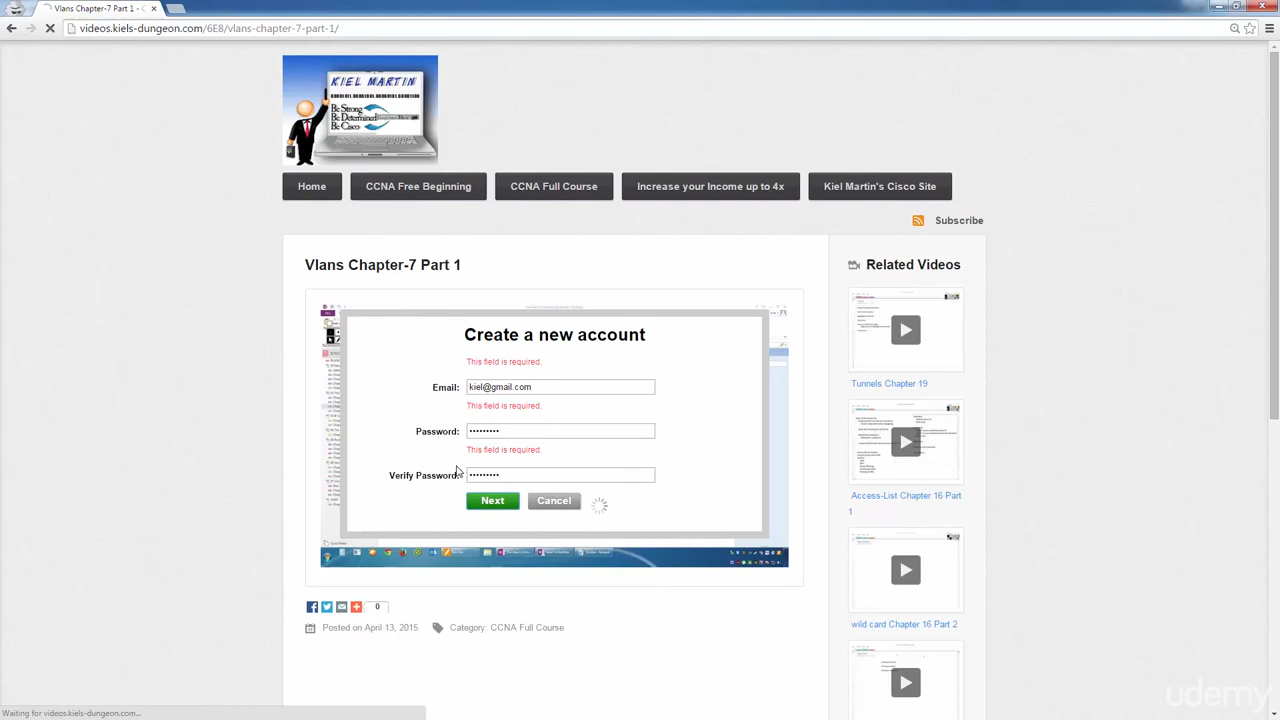 Vlans Chapter-7 Part 1 - C
videos.kiels-dungeon.com/6E8/vlans-chapter-7-part-1/
KIEL MARTIN
Be Strong
Be Determined
Be Cisco
Home
CCNA Free Beginning
CCNA Full Course
Increase your Income up to 4x
Kiel Martin's Cisco Site
Subscribe
Vlans Chapter-7 Part 1
Create a new account
This field is required.
Email: kiel@gmail.com
This field is required.
Password: •••••••••
This field is required.
Verify Password: •••••••••
Next
Cancel
0
Posted on April 13, 2015
Category: CCNA Full Course
Related Videos
Tunnels Chapter 19
Access-List Chapter 16 Part
1
wild card Chapter 16 Part 2
Waiting for videos.kiels-dungeon.com...
udemy